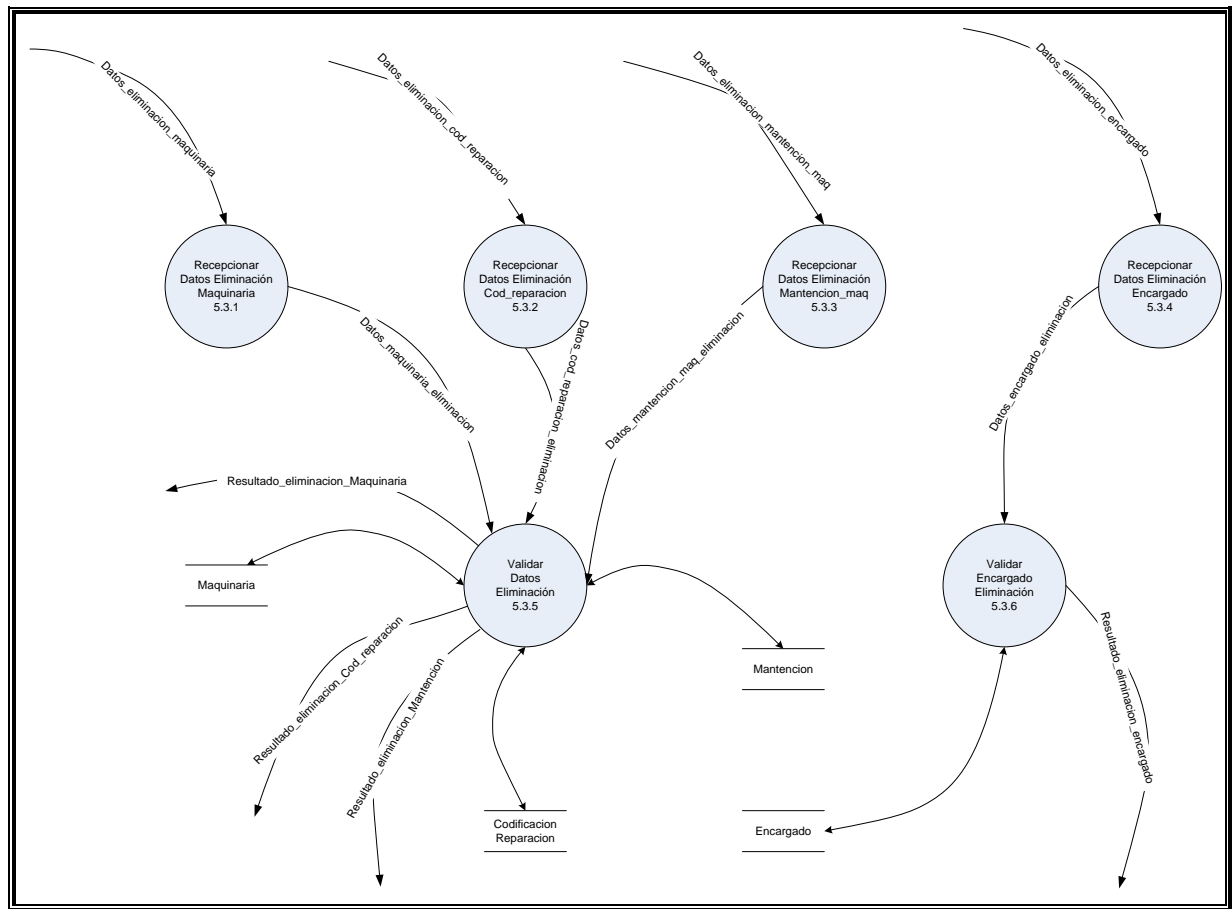 Datos_eliminacion_maquinaria
Datos_eliminacion_cod_reparacion
Datos_eliminacion_mantencion_maq
Datos_eliminacion_encargado
Recepcionar
Datos Eliminación
Maquinaria
5.3.1
Recepcionar
Datos Eliminación
Cod_reparacion
5.3.2
Recepcionar
Datos Eliminación
Mantencion_maq
5.3.3
Recepcionar
Datos Eliminación
Encargado
5.3.4
Datos_maquinaria_eliminacion
Datos_cod_reparacion_eliminacion
Datos_mantencion_maq_eliminacion
Datos_encargado_eliminacion
Resultado_eliminacion_Maquinaria
Maquinaria
Validar
Datos
Eliminación
5.3.5
Validar
Encargado
Eliminación
5.3.6
Resultado_eliminacion_Cod_reparacion
Resultado_eliminacion_Mantencion
Mantencion
Resultado_eliminacion_encargado
Codificacion
Reparacion
Encargado